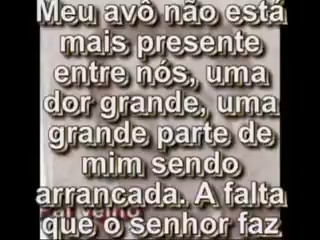 Meu avô não está
mais presente
entre nós, uma
dor grande, uma
grande parte de
mim sendo
arrancada. A falta
que o senhor faz